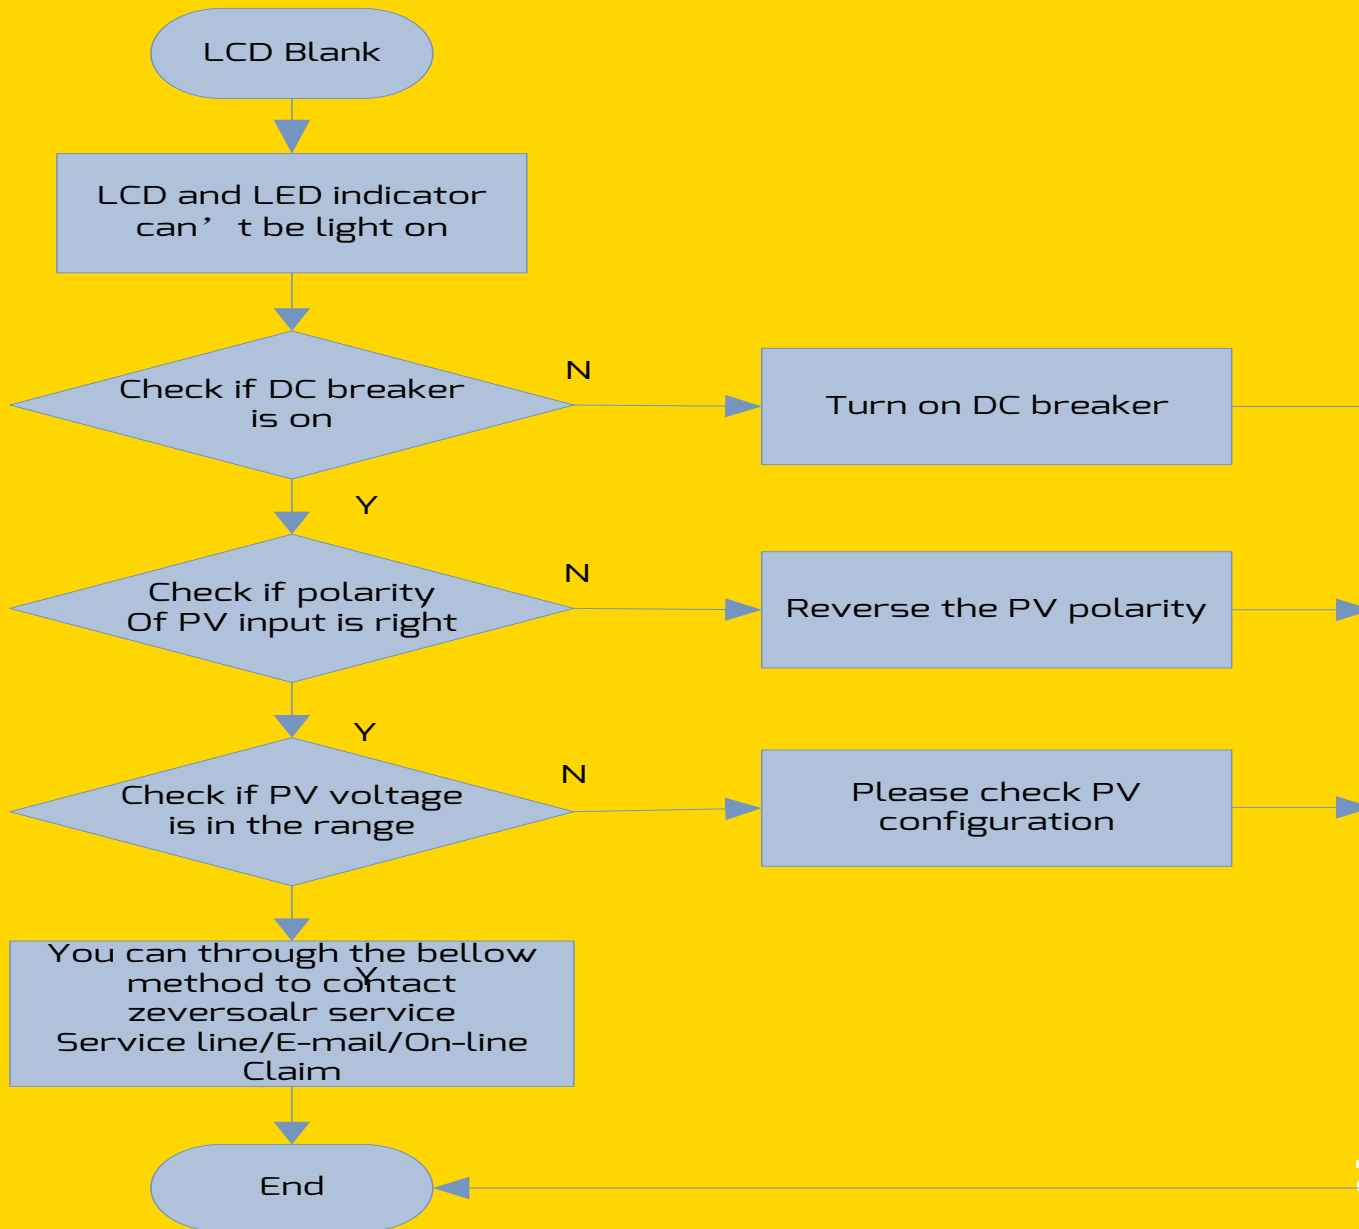 LCD Blank
LCD and LED indicator
can’ t be light on
Check if DC breaker
is on
N
Turn on DC breaker
Y
Check if polarity
Of PV input is right
N
Reverse the PV polarity
Y
Check if PV voltage
is in the range
N
Please check PV
configuration
You can through the bellow
method to contact
Y
zeversoalr service
Service line/E-mail/On-line
Claim
End